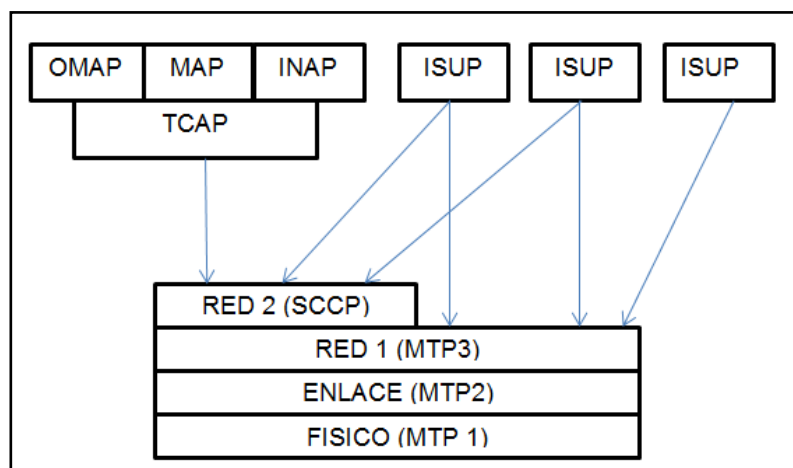 OMAP MAP INAP ISUP ISUP ISUP
TCAP
RED 2 (SCCP)
RED 1 (MTP3)
ENLACE (MTP2)
FISICO (MTP 1)